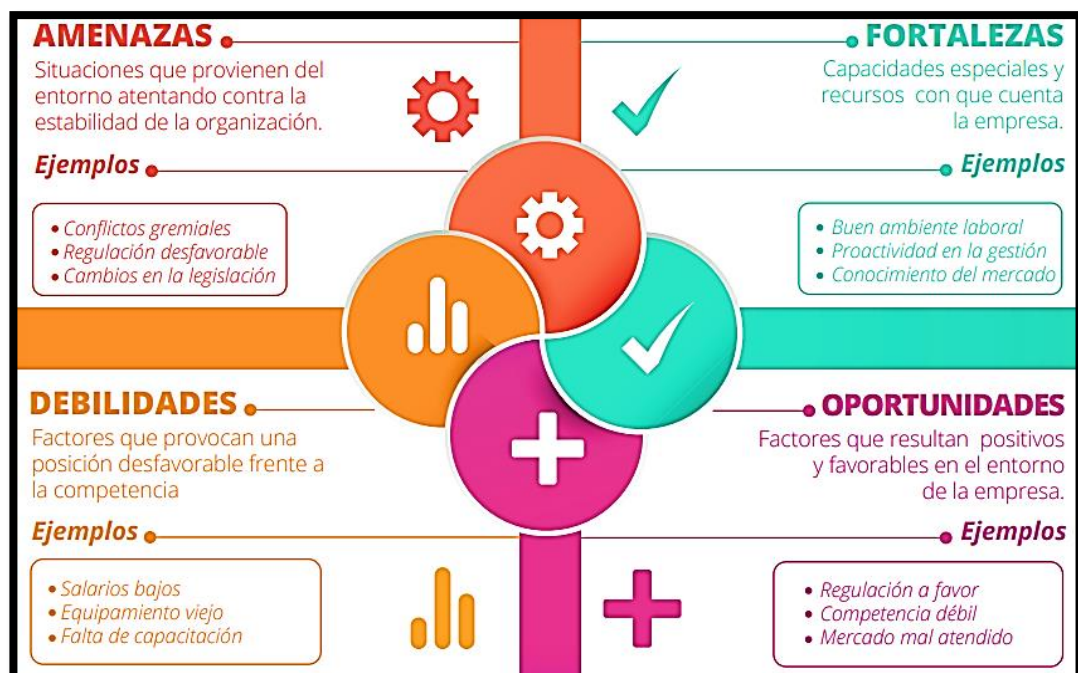 AMENAZAS
Situaciones que provienen del
entorno atentando contra la
estabilidad de la organización.
Ejemplos
• Conflictos gremiales
• Regulación desfavorable
• Cambios en la legislación
FORTALEZAS
Capacidades especiales y
recursos con que cuenta
la empresa.
Ejemplos
• Buen ambiente laboral
• Proactividad en la gestión
• Conocimiento del mercado
DEBILIDADES
Factores que provocan una
posición desfavorable frente a
la competencia
Ejemplos
• Salarios bajos
• Equipamiento viejo
• Falta de capacitación
OPORTUNIDADES
Factores que resultan positivos
y favorables en el entorno
de la empresa.
Ejemplos
• Regulación a favor
• Competencia débil
• Mercado mal atendido